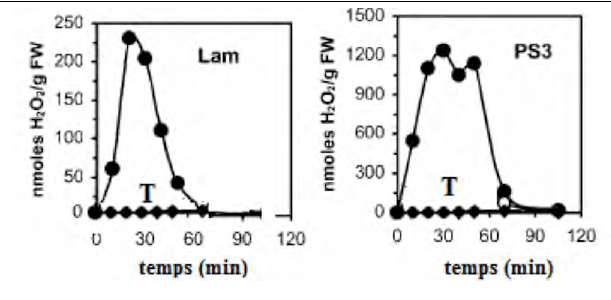 nmoles H₂O₂/g FW
250
200
150
100
50
0
Lam
T
0 30 60 90 120
temps (min)
nmoles H₂O₂/g FW
1500
1200
900
600
300
0
PS3
T
0 30 60 90 120
temps (min)